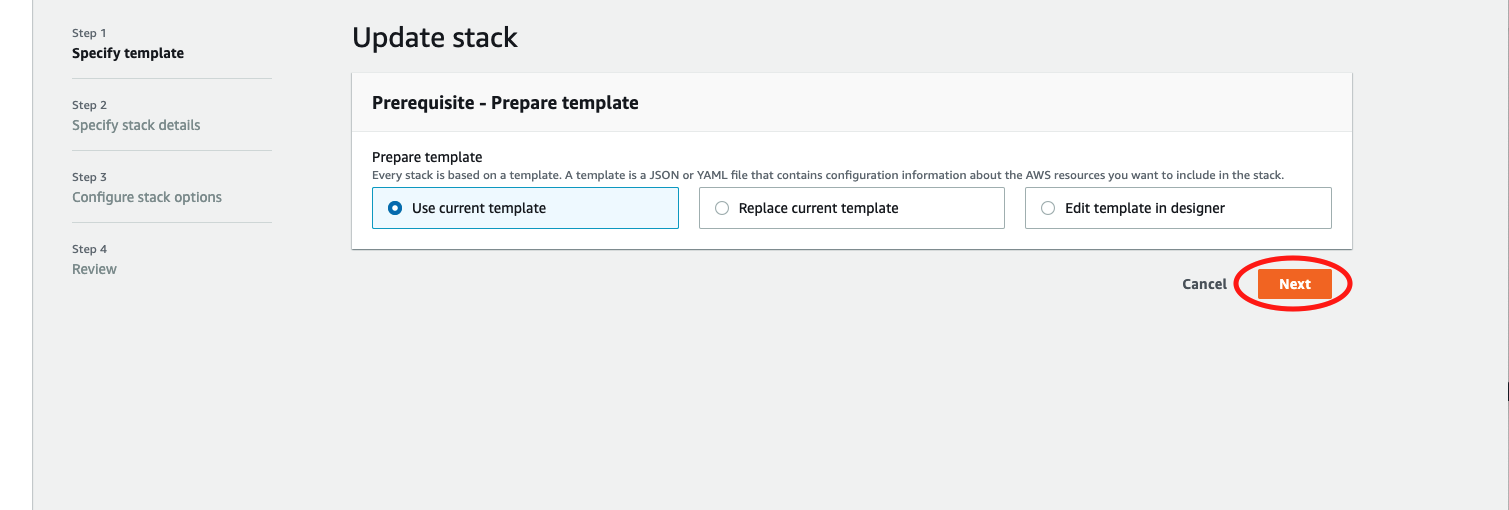 Step 1
Specify template
Step 2
Specify stack details
Step 3
Configure stack options
Step 4
Review
Update stack
Prerequisite - Prepare template
Prepare template
Every stack is based on a template. A template is a JSON or YAML file that contains configuration information about the AWS resources you want to include in the stack.
Use current template
Replace current template
Edit template in designer
Cancel
Next